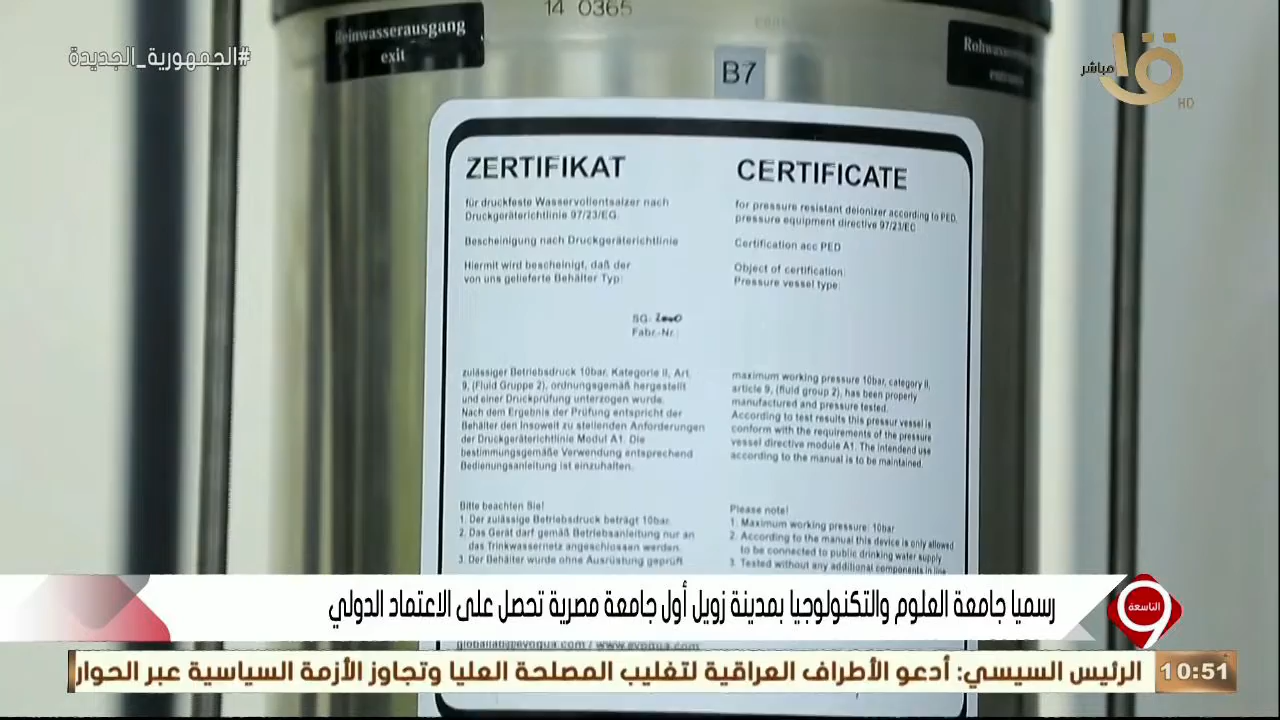 14 0365
Reinwasserausgang
exit
#الجمهورية_الجديدة
B7
مباشر
HD
ZERTIFIKAT
für druckfeste Wasservollentsalzer nach
Druckgeräterichtlinie 97/23/EG.
Bescheinigung nach Druckgeräterichtlinie
Hiermit wird bescheinigt, daß der
von uns gelieferte Behälter Typ:
SG-
Fabr.-Nr.:
zulässiger Betriebsdruck 10bar, Kategorie II, Art.
9, (Fluid Gruppe 2), ordnungsgemäß hergestellt
und einer Druckprüfung unterzogen wurde.
Nach dem Ergebnis der Prüfung entspricht der
Behälter den insoweit zu stellenden Anforderungen
der Druckgeräterichtlinie Modul A1. Die
bestimmungsgemäße Verwendung entsprechend
Bedienungsanleitung ist einzuhalten.
Bitte beachten Sie!
1. Der zulässige Betriebsdruck beträgt 10bar.
2. Das Gerät darf gemäß Betriebsanleitung nur an
das Trinkwassernetz angeschlossen werden.
3. Der Behälter wurde ohne Ausrüstung geprüft
CERTIFICATE
for pressure resistant deionizer according to PED,
pressure equipment directive 97/23/EC
Certification acc PED
Object of certification:
Pressure vessel type:
maximum working pressure 10bar, category II,
article 9, (fluid group 2), has been properly
manufactured and pressure tested.
According to test results this pressur vessel is
conform with the requirements of the pressure
vessel directive module A1. The intendend use
according to the manual is to be maintained.
Please note!
1. Maximum working pressure: 10bar
2. According to the manual this device is only allowed
to be connected to public drinking water supply
3. Tested without any additional components in line
التاسعة
رسميا جامعة العلوم والتكنولوجيا بمدينة زويل أول جامعة مصرية تحصل على الاعتماد الدولي
10:51
الرئيس السيسي: أدعو الأطراف العراقية لتغليب المصلحة العليا وتجاوز الأزمة السياسية عبر الحوار